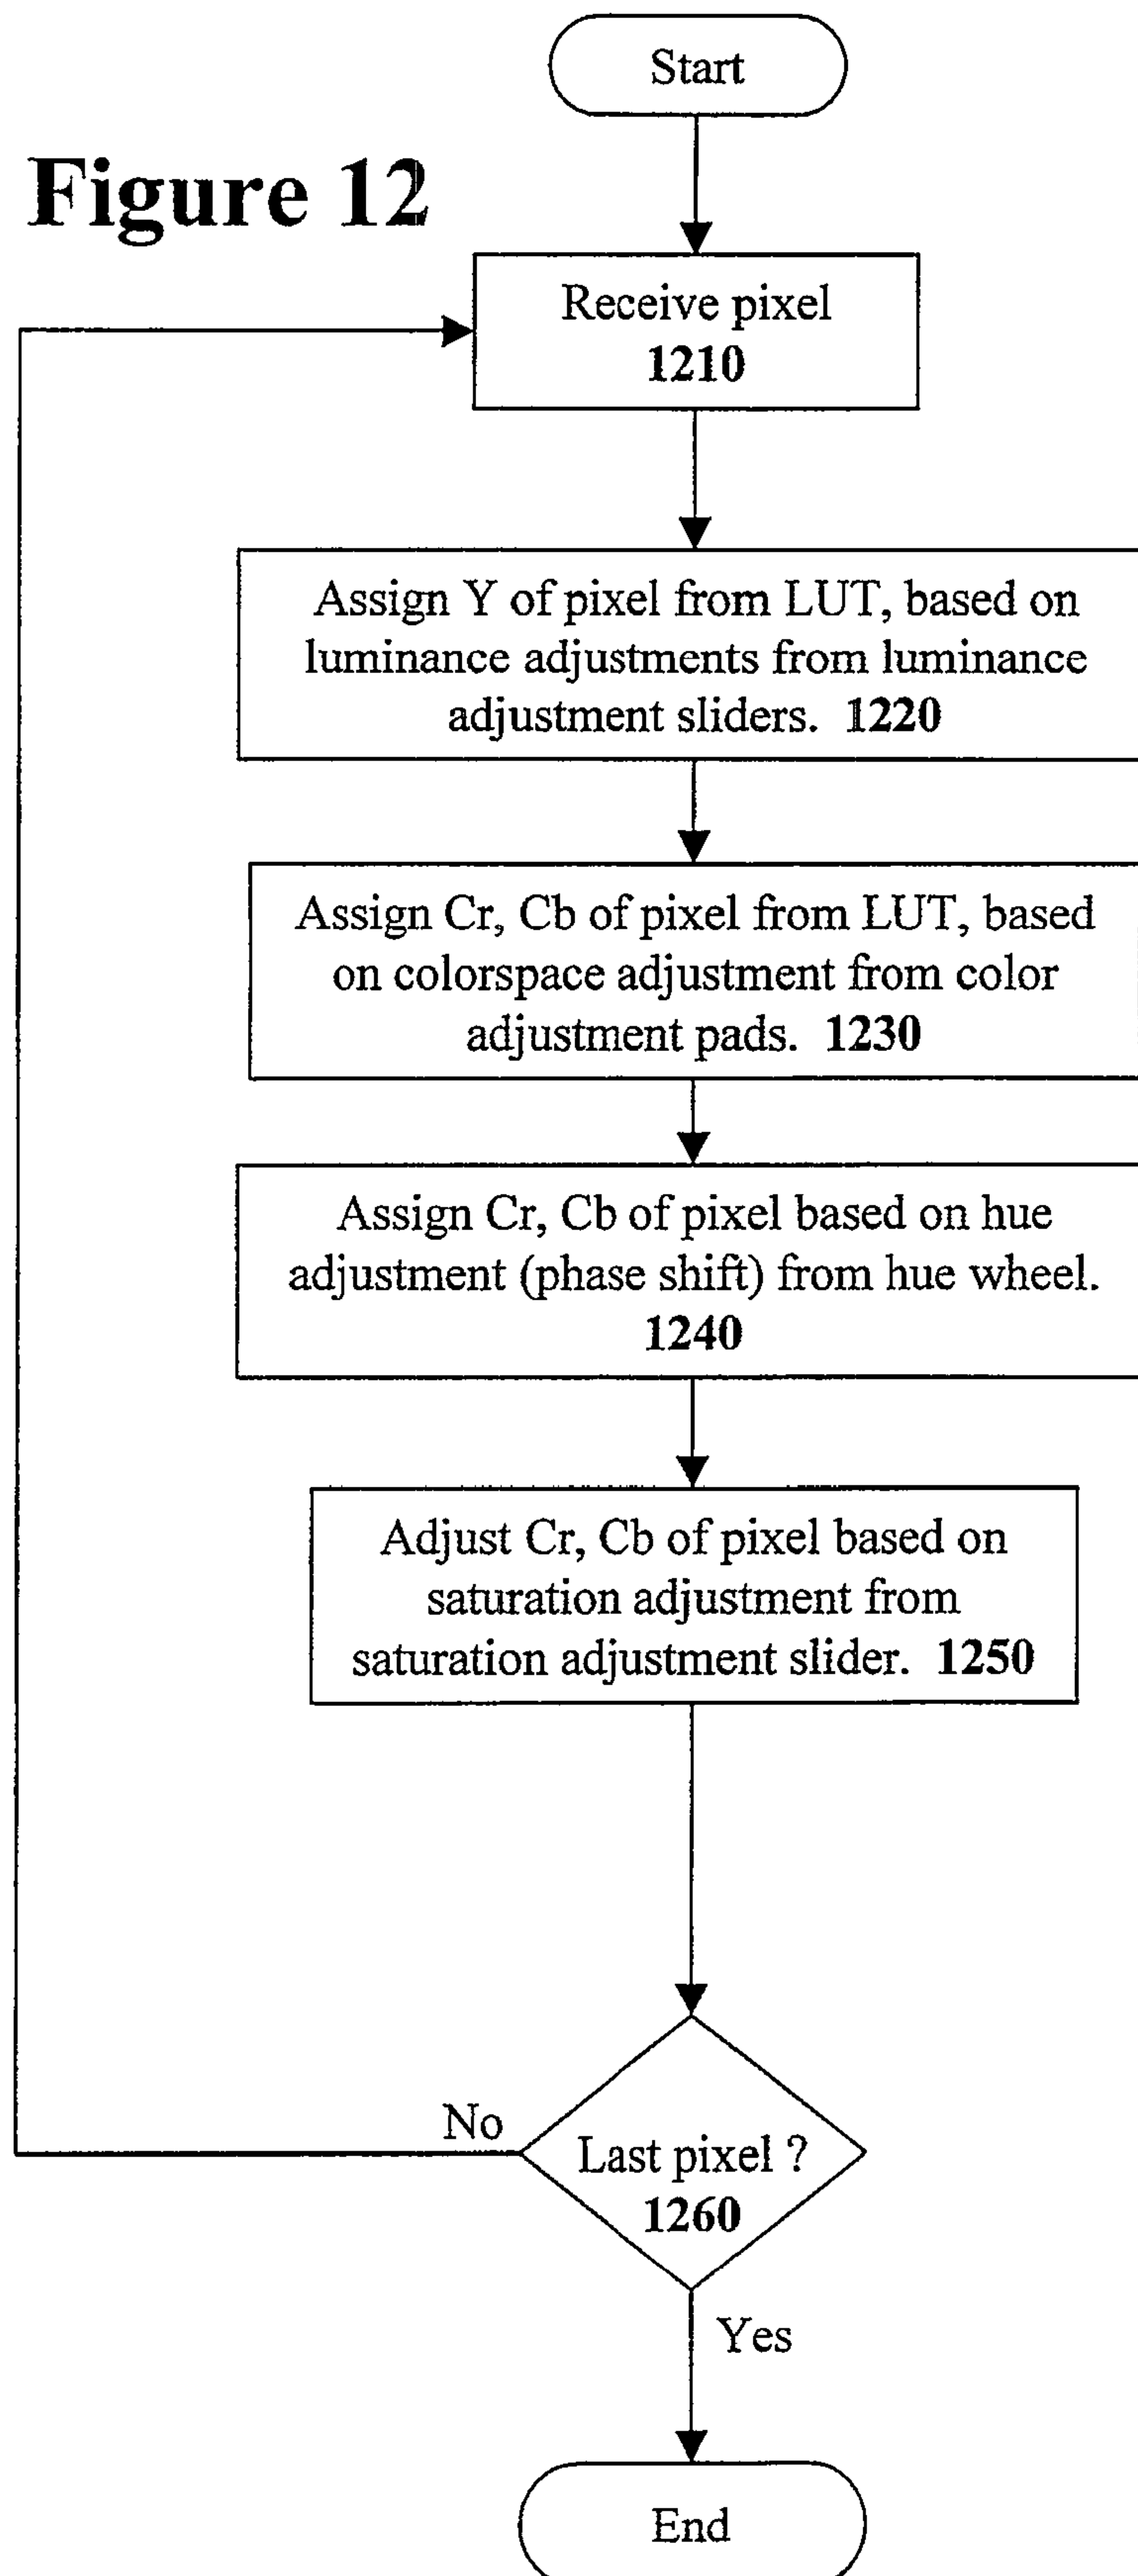 Start
Figure 12
Receive pixel
1210
Assign Y of pixel from LUT, based on
luminance adjustments from luminance
adjustment sliders. 1220
Assign Cr, Cb of pixel from LUT, based
on colorspace adjustment from color
adjustment pads. 1230
Assign Cr, Cb of pixel based on hue
adjustment (phase shift) from hue wheel.
1240
Adjust Cr, Cb of pixel based on
saturation adjustment from
saturation adjustment slider. 1250
No
Last pixel ?
1260
Yes
End